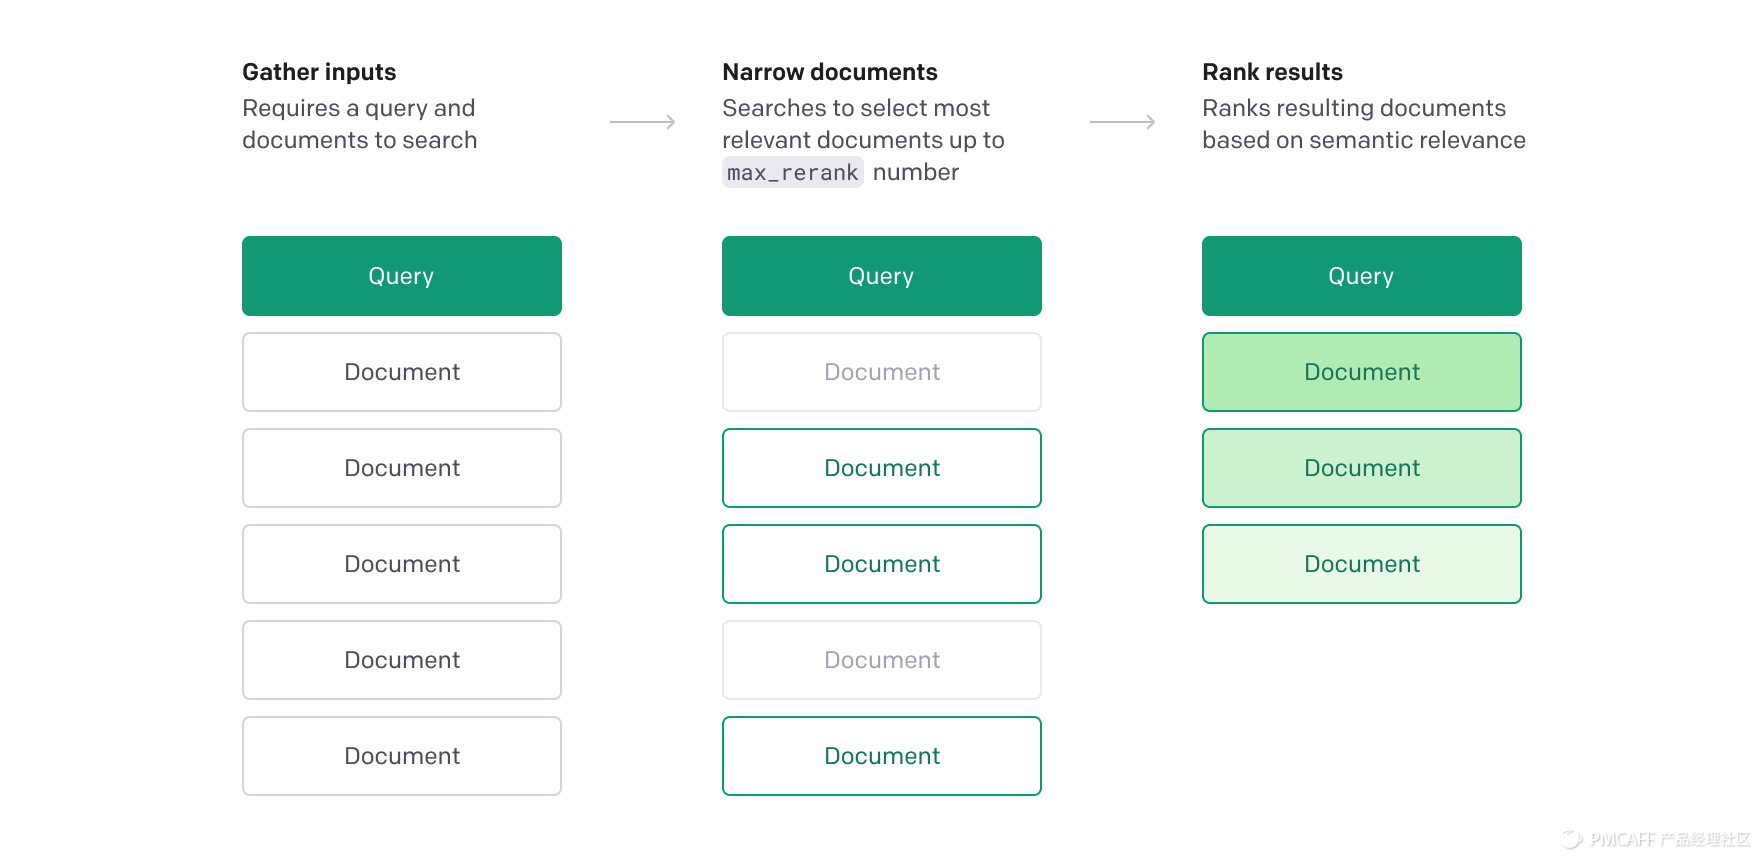 Gather inputs
Requires a query and
documents to search
Query
Document
Document
Document
Document
Document
Narrow documents
Searches to select most
relevant documents up to
max_rerank number
Query
Document
Document
Document
Document
Document
Rank results
Ranks resulting documents
based on semantic relevance
Query
Document
Document
Document
PMCAFF 产品经理社区